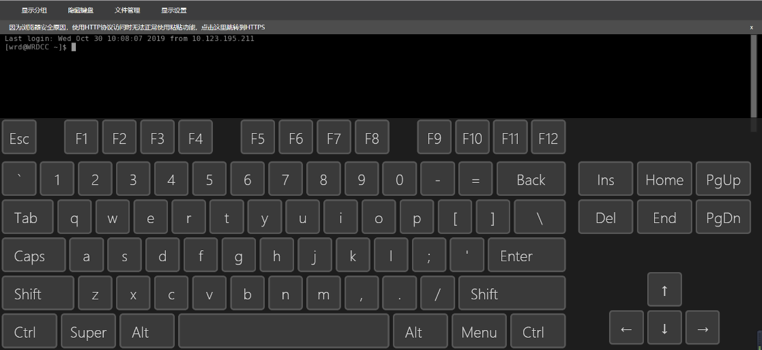 显示分组 隐藏键盘 文件管理 显示设置
因为浏览器安全原因，使用HTTP协议访问时无法正常使用粘贴功能，点击这里跳转到HTTPS x
Last login: Wed Oct 30 10:08:07 2019 from 10.123.195.211
[wrd@WRDCC ~]$
Esc F1 F2 F3 F4 F5 F6 F7 F8 F9 F10 F11 F12
` 1 2 3 4 5 6 7 8 9 0 - = Back Ins Home PgUp
Tab q w e r t y u i o p [ ] \ Del End PgDn
Caps a s d f g h j k l ; ' Enter
Shift z x c v b n m , . / Shift ↑
Ctrl Super Alt Alt Menu Ctrl ← ↓ →